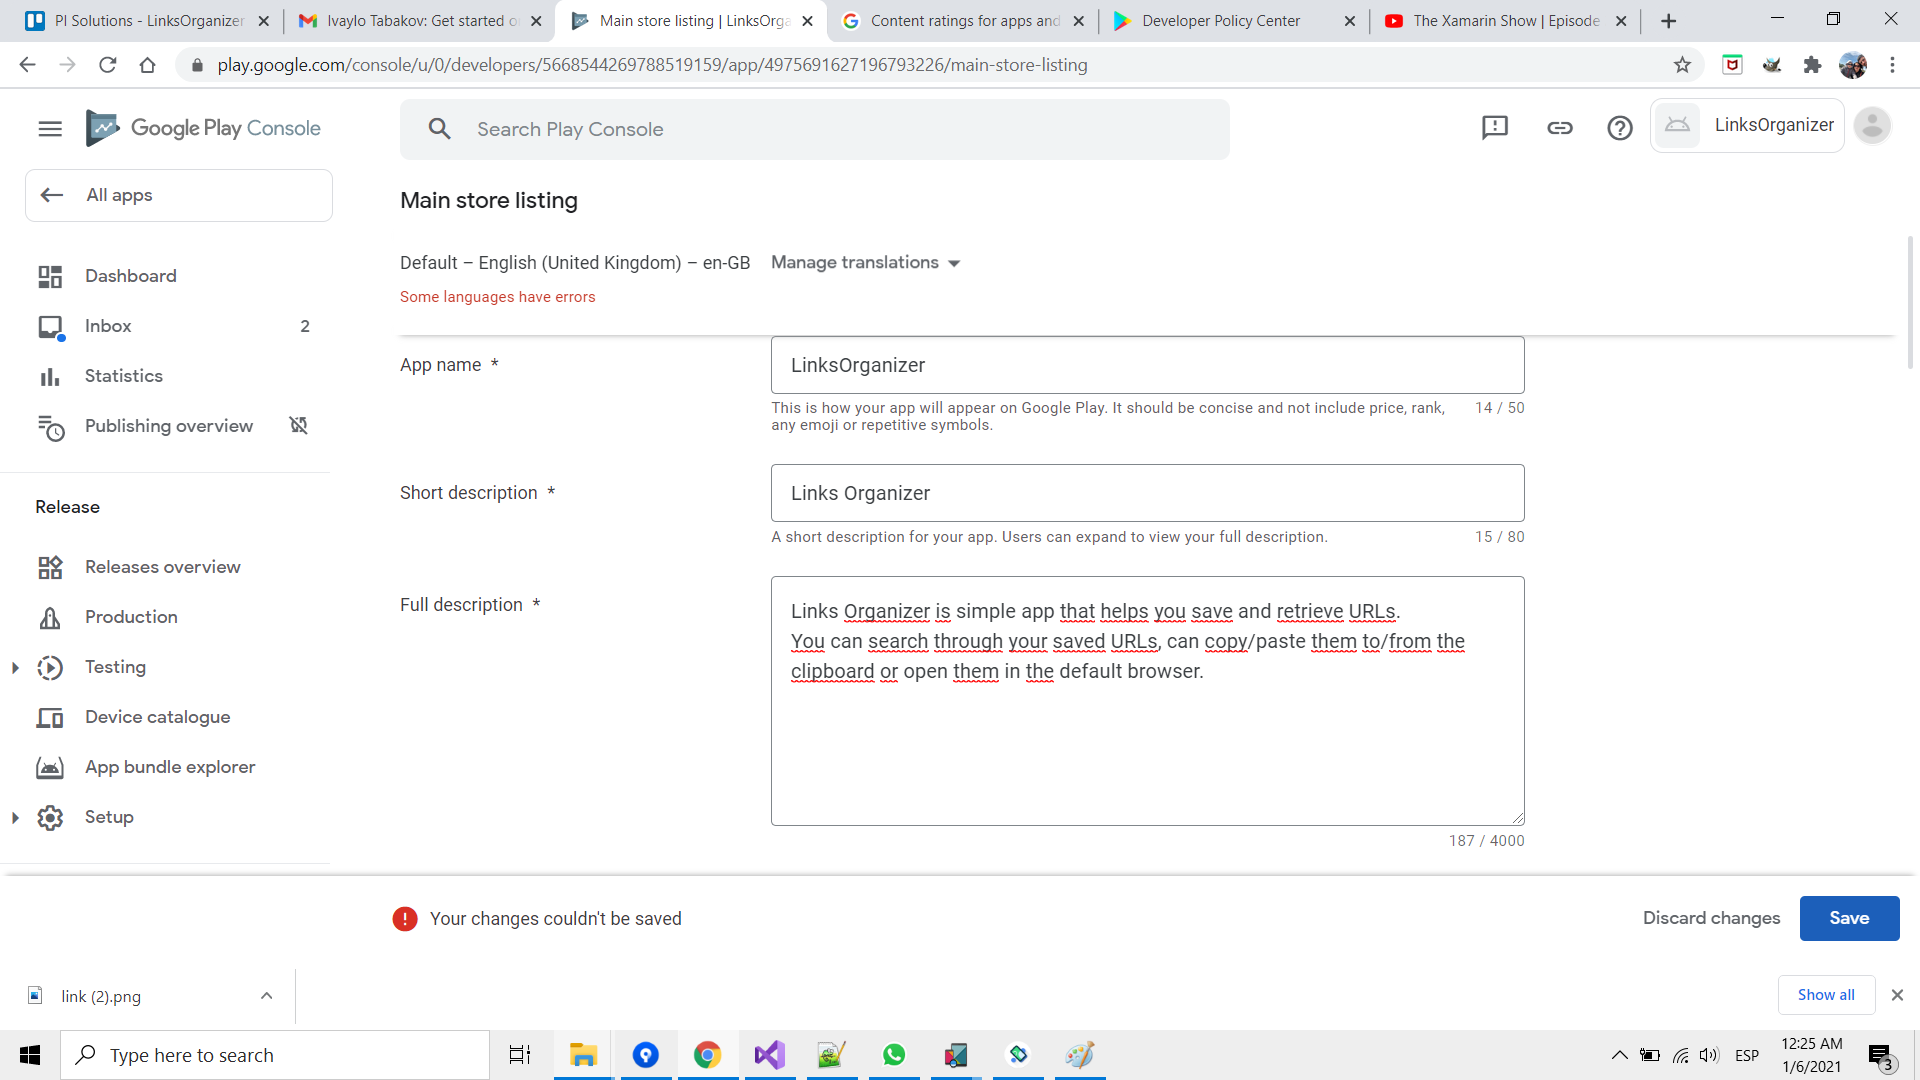 PI Solutions - LinksOrganizer
Ivaylo Tabakov: Get started o
Main store listing | LinksOrga
Content ratings for apps and
Developer Policy Center
The Xamarin Show | Episode
play.google.com/console/u/0/developers/5668544269788519159/app/4975691627196793226/main-store-listing
Google Play Console
Search Play Console
LinksOrganizer
All apps
Main store listing
Default – English (United Kingdom) – en-GB Manage translations
Some languages have errors
Dashboard
Inbox 2
Statistics
Publishing overview
Release
Releases overview
Production
Testing
Device catalogue
App bundle explorer
Setup
App name *
LinksOrganizer
This is how your app will appear on Google Play. It should be concise and not include price, rank, 14 / 50
any emoji or repetitive symbols.
Short description *
Links Organizer
A short description for your app. Users can expand to view your full description. 15 / 80
Full description *
Links Organizer is simple app that helps you save and retrieve URLs.
You can search through your saved URLs, can copy/paste them to/from the
clipboard or open them in the default browser.
187 / 4000
Your changes couldn't be saved
Discard changes
Save
link (2).png
Show all
Type here to search
ESP
12:25 AM
1/6/2021
3